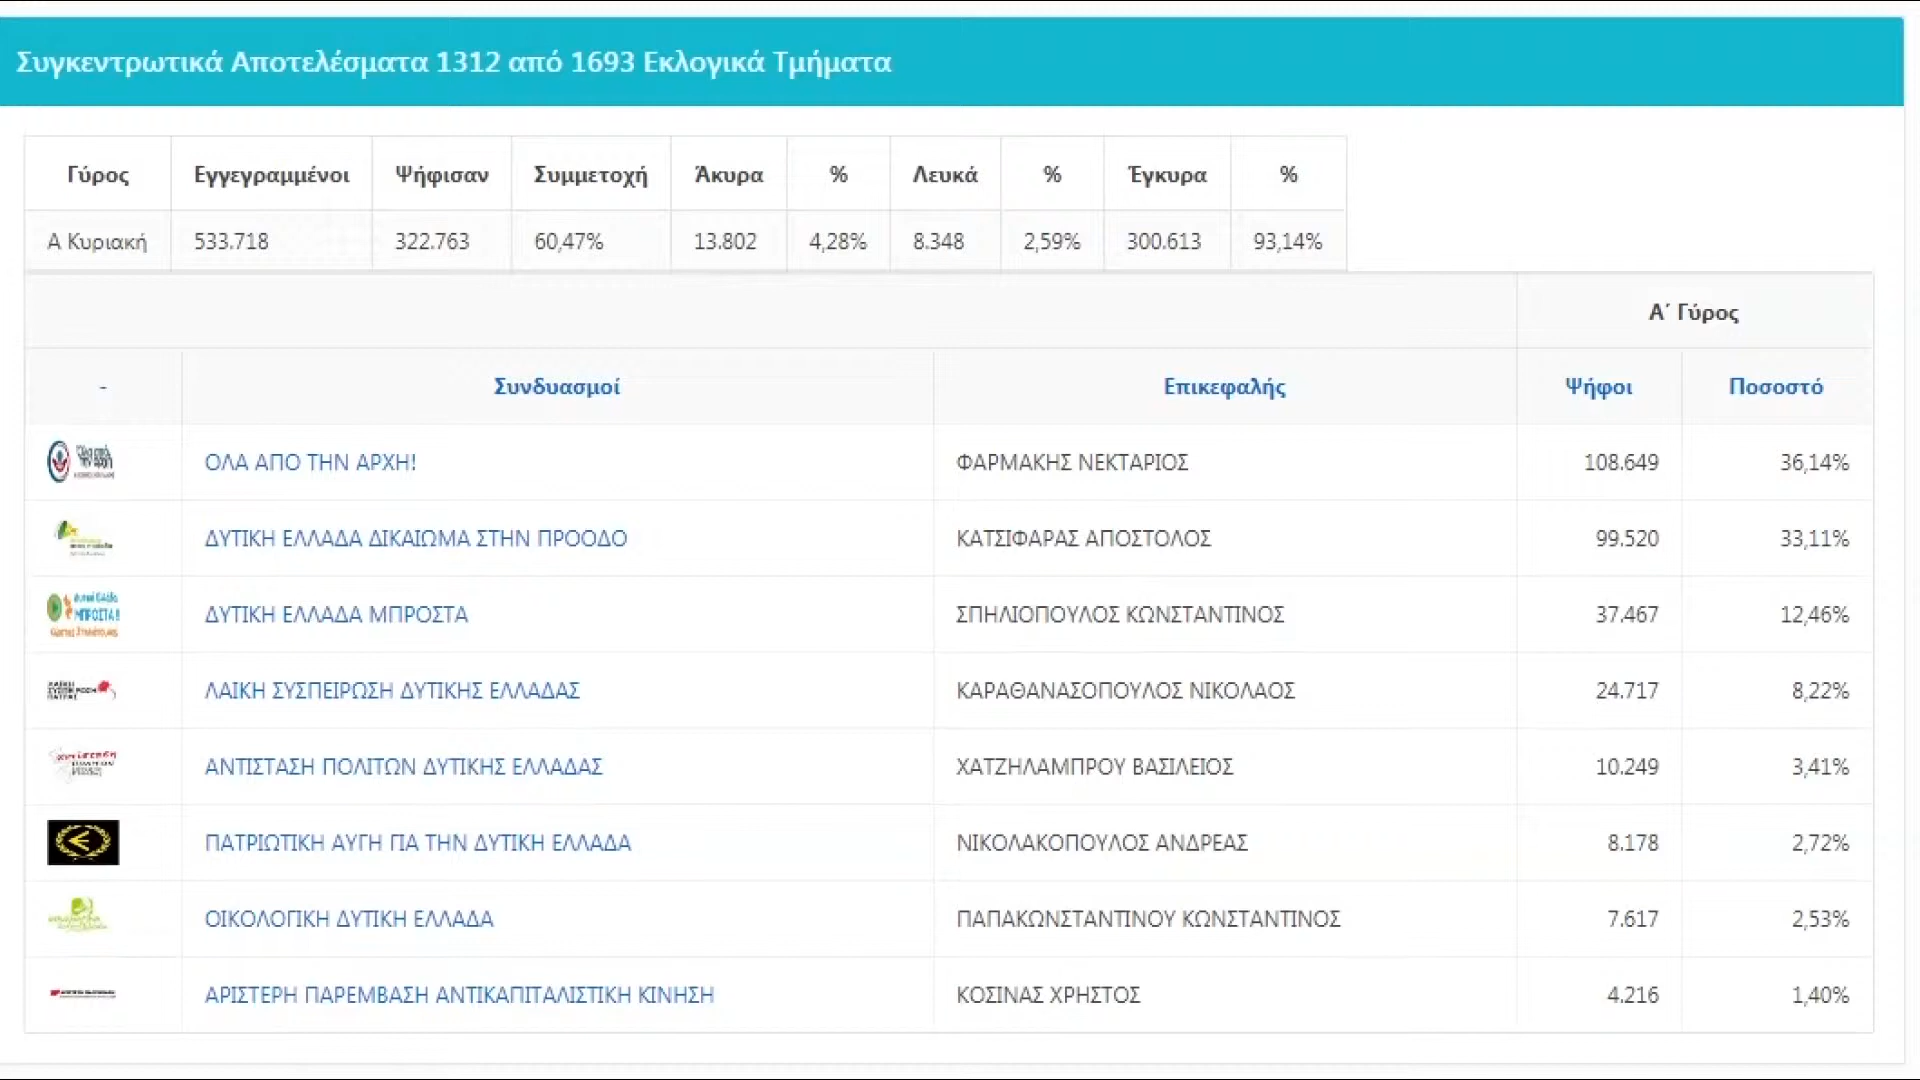 Συγκεντρωτικά Αποτελέσματα 1312 από 1693 Εκλογικά Τμήματα
Γύρος Εγγεγραμμένοι Ψήφισαν Συμμετοχή Άκυρα % Λευκά % Έγκυρα %
Α Κυριακή 533.718 322.763 60,47% 13.802 4,28% 8.348 2,59% 300.613 93,14%
Α΄ Γύρος
- Συνδυασμοί Επικεφαλής Ψήφοι Ποσοστό
ΟΛΑ ΑΠΟ ΤΗΝ ΑΡΧΗ! ΦΑΡΜΑΚΗΣ ΝΕΚΤΑΡΙΟΣ 108.649 36,14%
ΔΥΤΙΚΗ ΕΛΛΑΔΑ ΔΙΚΑΙΩΜΑ ΣΤΗΝ ΠΡΟΟΔΟ ΚΑΤΣΙΦΑΡΑΣ ΑΠΟΣΤΟΛΟΣ 99.520 33,11%
ΔΥΤΙΚΗ ΕΛΛΑΔΑ ΜΠΡΟΣΤΑ ΣΠΗΛΙΟΠΟΥΛΟΣ ΚΩΝΣΤΑΝΤΙΝΟΣ 37.467 12,46%
ΛΑΙΚΗ ΣΥΣΠΕΙΡΩΣΗ ΔΥΤΙΚΗΣ ΕΛΛΑΔΑΣ ΚΑΡΑΘΑΝΑΣΟΠΟΥΛΟΣ ΝΙΚΟΛΑΟΣ 24.717 8,22%
ΑΝΤΙΣΤΑΣΗ ΠΟΛΙΤΩΝ ΔΥΤΙΚΗΣ ΕΛΛΑΔΑΣ ΧΑΤΖΗΛΑΜΠΡΟΥ ΒΑΣΙΛΕΙΟΣ 10.249 3,41%
ΠΑΤΡΙΩΤΙΚΗ ΑΥΓΗ ΓΙΑ ΤΗΝ ΔΥΤΙΚΗ ΕΛΛΑΔΑ ΝΙΚΟΛΑΚΟΠΟΥΛΟΣ ΑΝΔΡΕΑΣ 8.178 2,72%
ΟΙΚΟΛΟΓΙΚΗ ΔΥΤΙΚΗ ΕΛΛΑΔΑ ΠΑΠΑΚΩΝΣΤΑΝΤΙΝΟΥ ΚΩΝΣΤΑΝΤΙΝΟΣ 7.617 2,53%
ΑΡΙΣΤΕΡΗ ΠΑΡΕΜΒΑΣΗ ΑΝΤΙΚΑΠΙΤΑΛΙΣΤΙΚΗ ΚΙΝΗΣΗ ΚΟΣΙΝΑΣ ΧΡΗΣΤΟΣ 4.216 1,40%